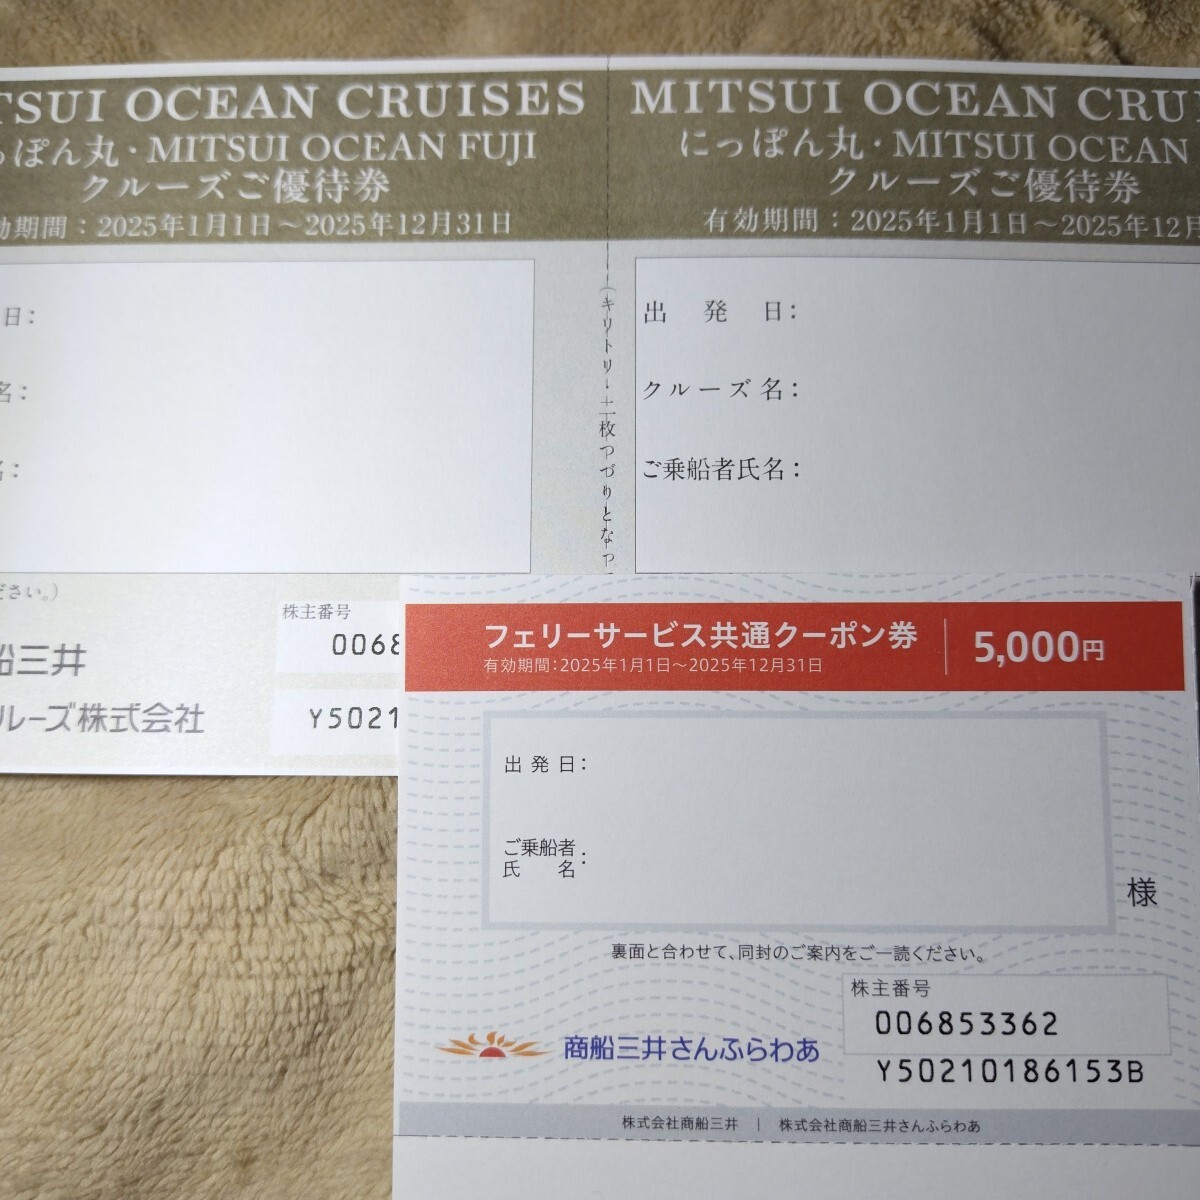 TSUI OCEAN CRUISES
っぽん丸・MITSUI OCEAN FUJI
クルーズご優待券
効期間：2025年1月1日～2025年12月31日
日：
名：
名：
ださい。）
株主番号
0068
船三井
ルーズ株式会社
Y5021
（キリトリ・二枚つづりとなっ
MITSUI OCEAN CRU
にっぽん丸・MITSUI OCEAN
クルーズご優待券
有効期間：2025年1月1日～2025年12月
出発日：
クルーズ名：
ご乗船者氏名：
フェリーサービス共通クーポン券
有効期間：2025年1月1日～2025年12月31日
5,000円
出発日：
ご乗船者
氏名：
様
裏面と合わせて、同封のご案内をご一読ください。
株主番号
006853362
商船三井さんふらわあ
Y50210186153B
株式会社商船三井 | 株式会社商船三井さんふらわあ